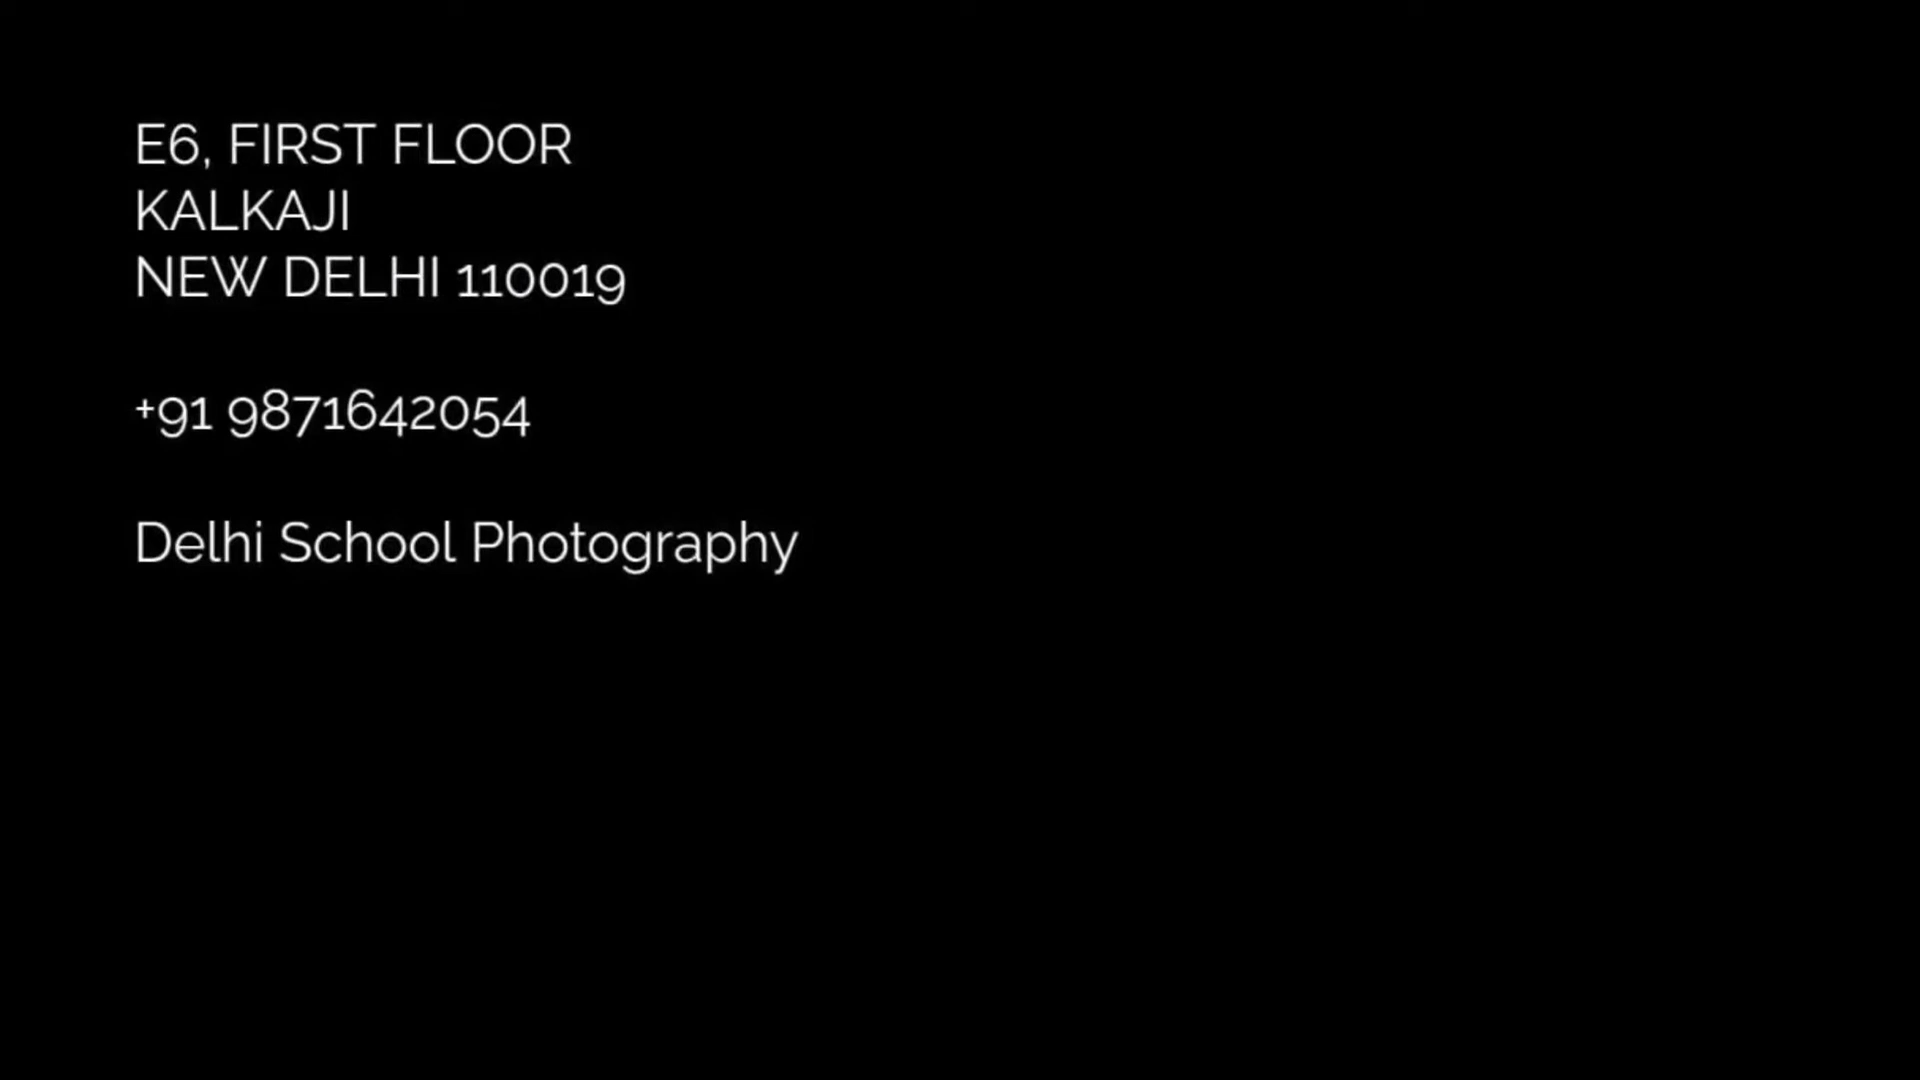 E6, FIRST FLOOR
KALKAJI
NEW DELHI 110019
+91 9871642054
Delhi School Photography